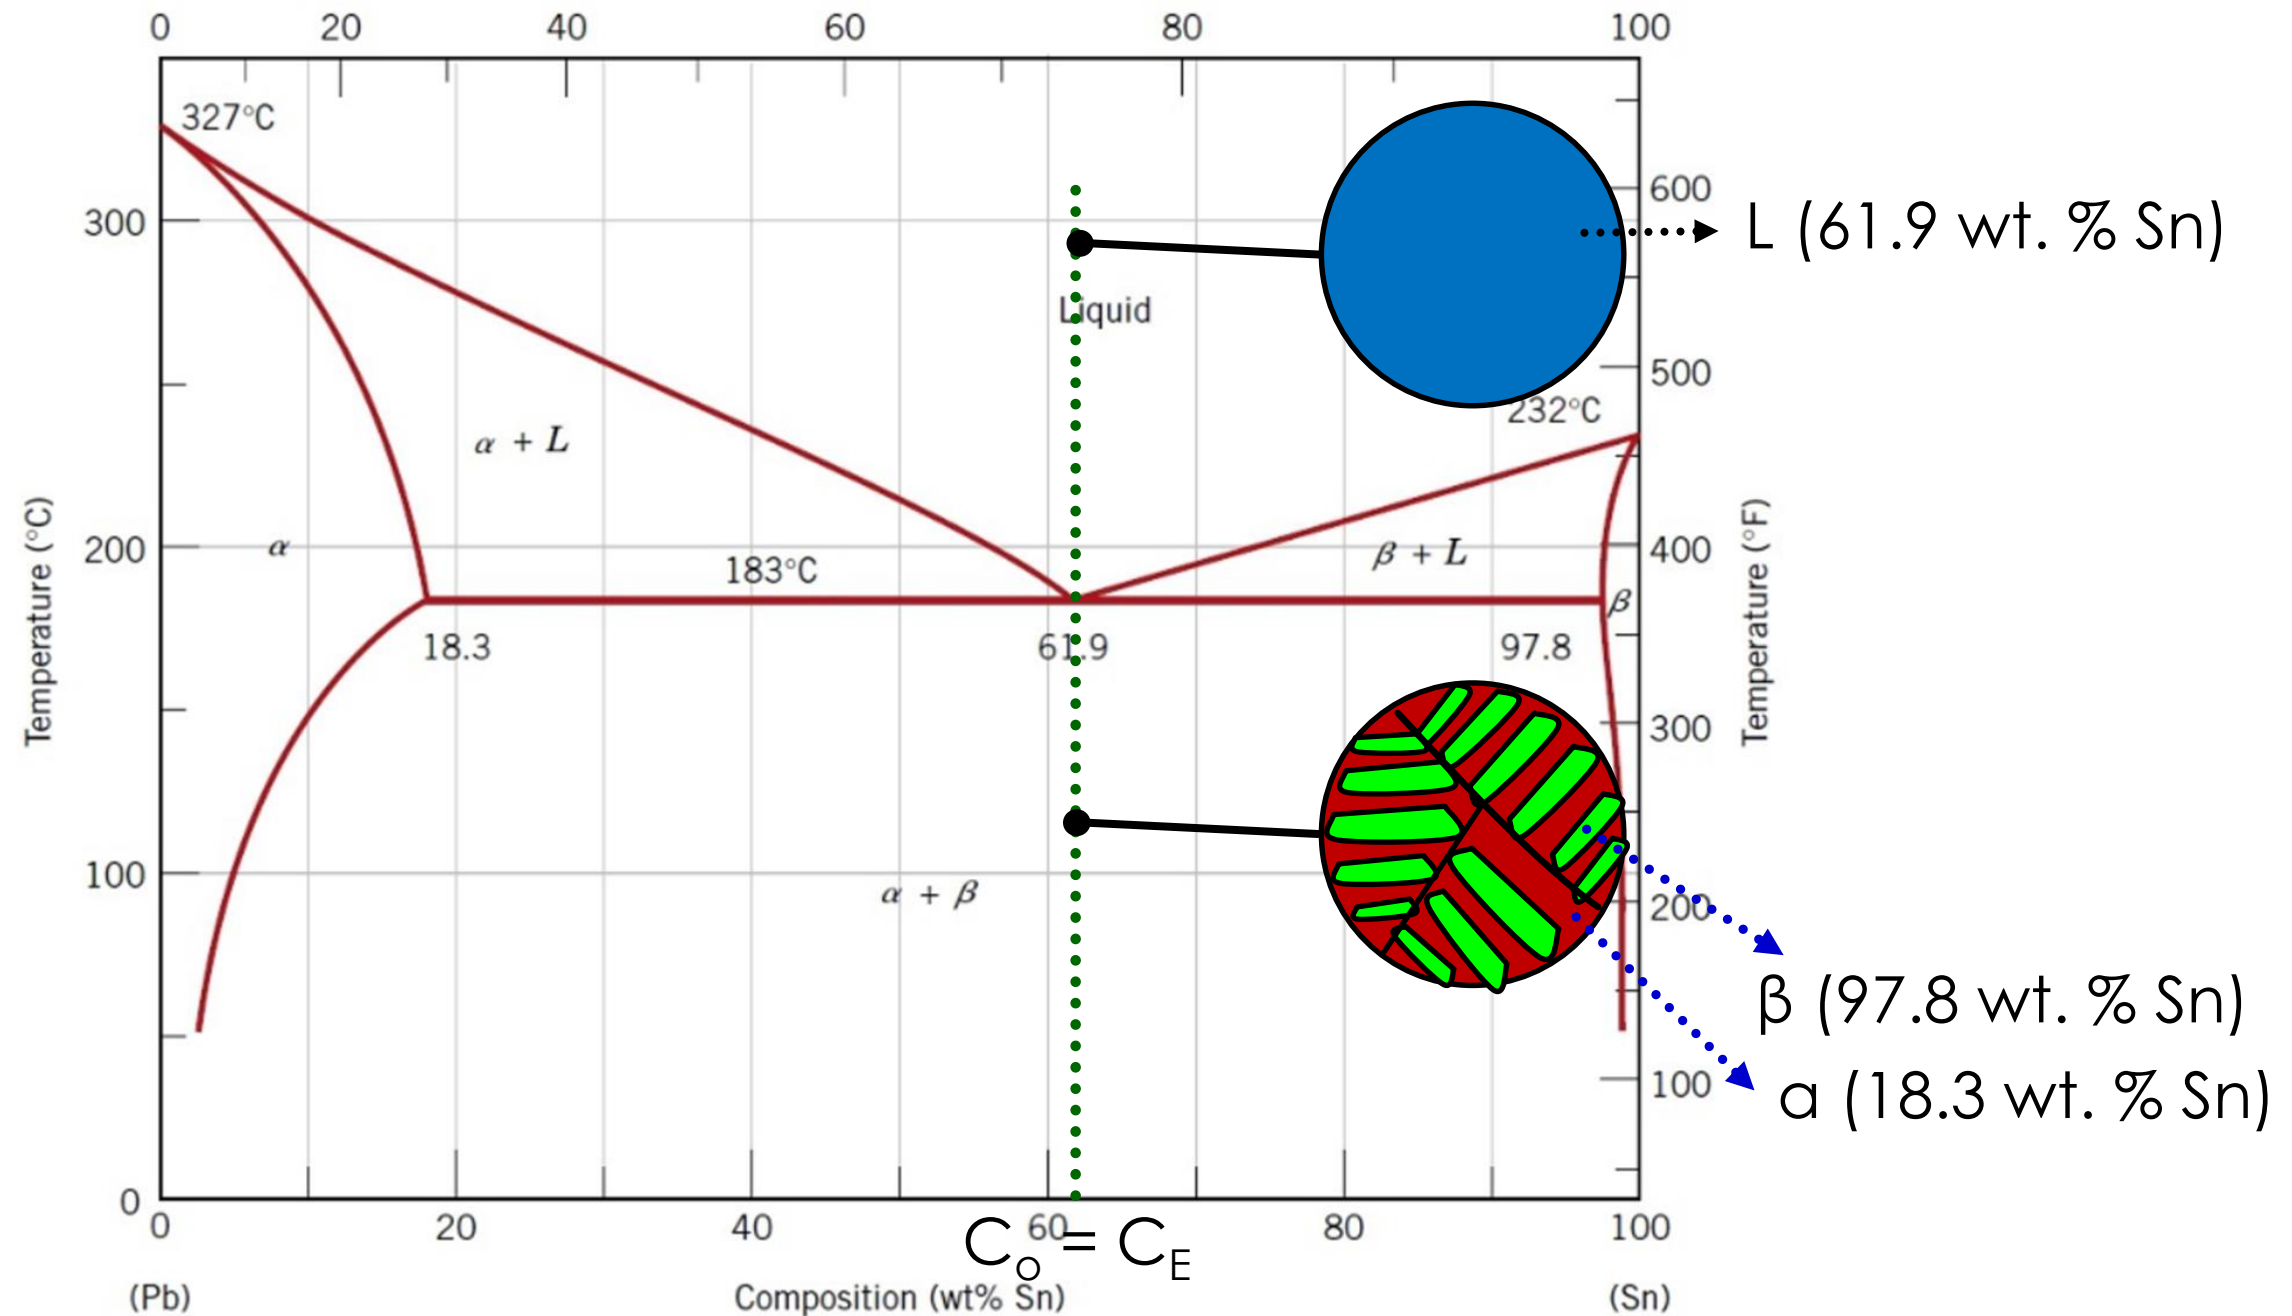 0 20 40 60 80 100
327°C
300
600
L (61.9 wt. % Sn)
Liquid
500
232°C
α + L
Temperature (°C)
Temperature (°F)
200
α
183°C
β + L
400
β
18.3
61.9
97.8
300
100
α + β
200
β (97.8 wt. % Sn)
α (18.3 wt. % Sn)
100
0
0 20 40 60 80 100
C_O = C_E
(Pb)
Composition (wt% Sn)
(Sn)